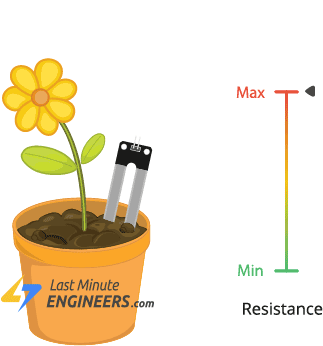 Max
Min
Resistance
Last Minute
ENGINEERS.com